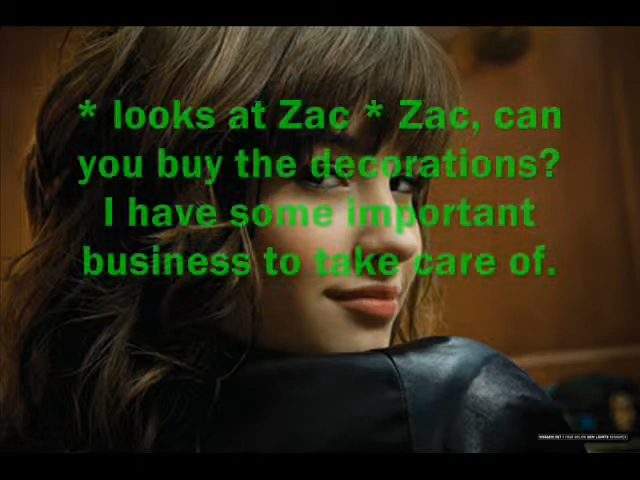 * looks at Zac * Zac, can
you buy the decorations?
I have some important
business to take care of.